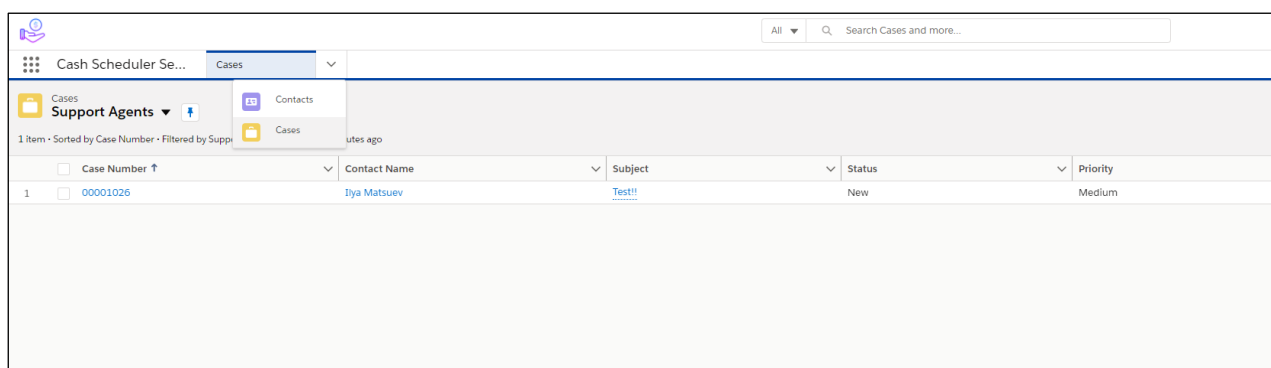 All Search Cases and more...
Cash Scheduler Se... Cases
Contacts
Cases
Cases
Support Agents
1 item • Sorted by Case Number • Filtered by Suppo utes ago
Case Number ↑ Contact Name Subject Status Priority
1 00001026 Ilya Matsuev Test!! New Medium